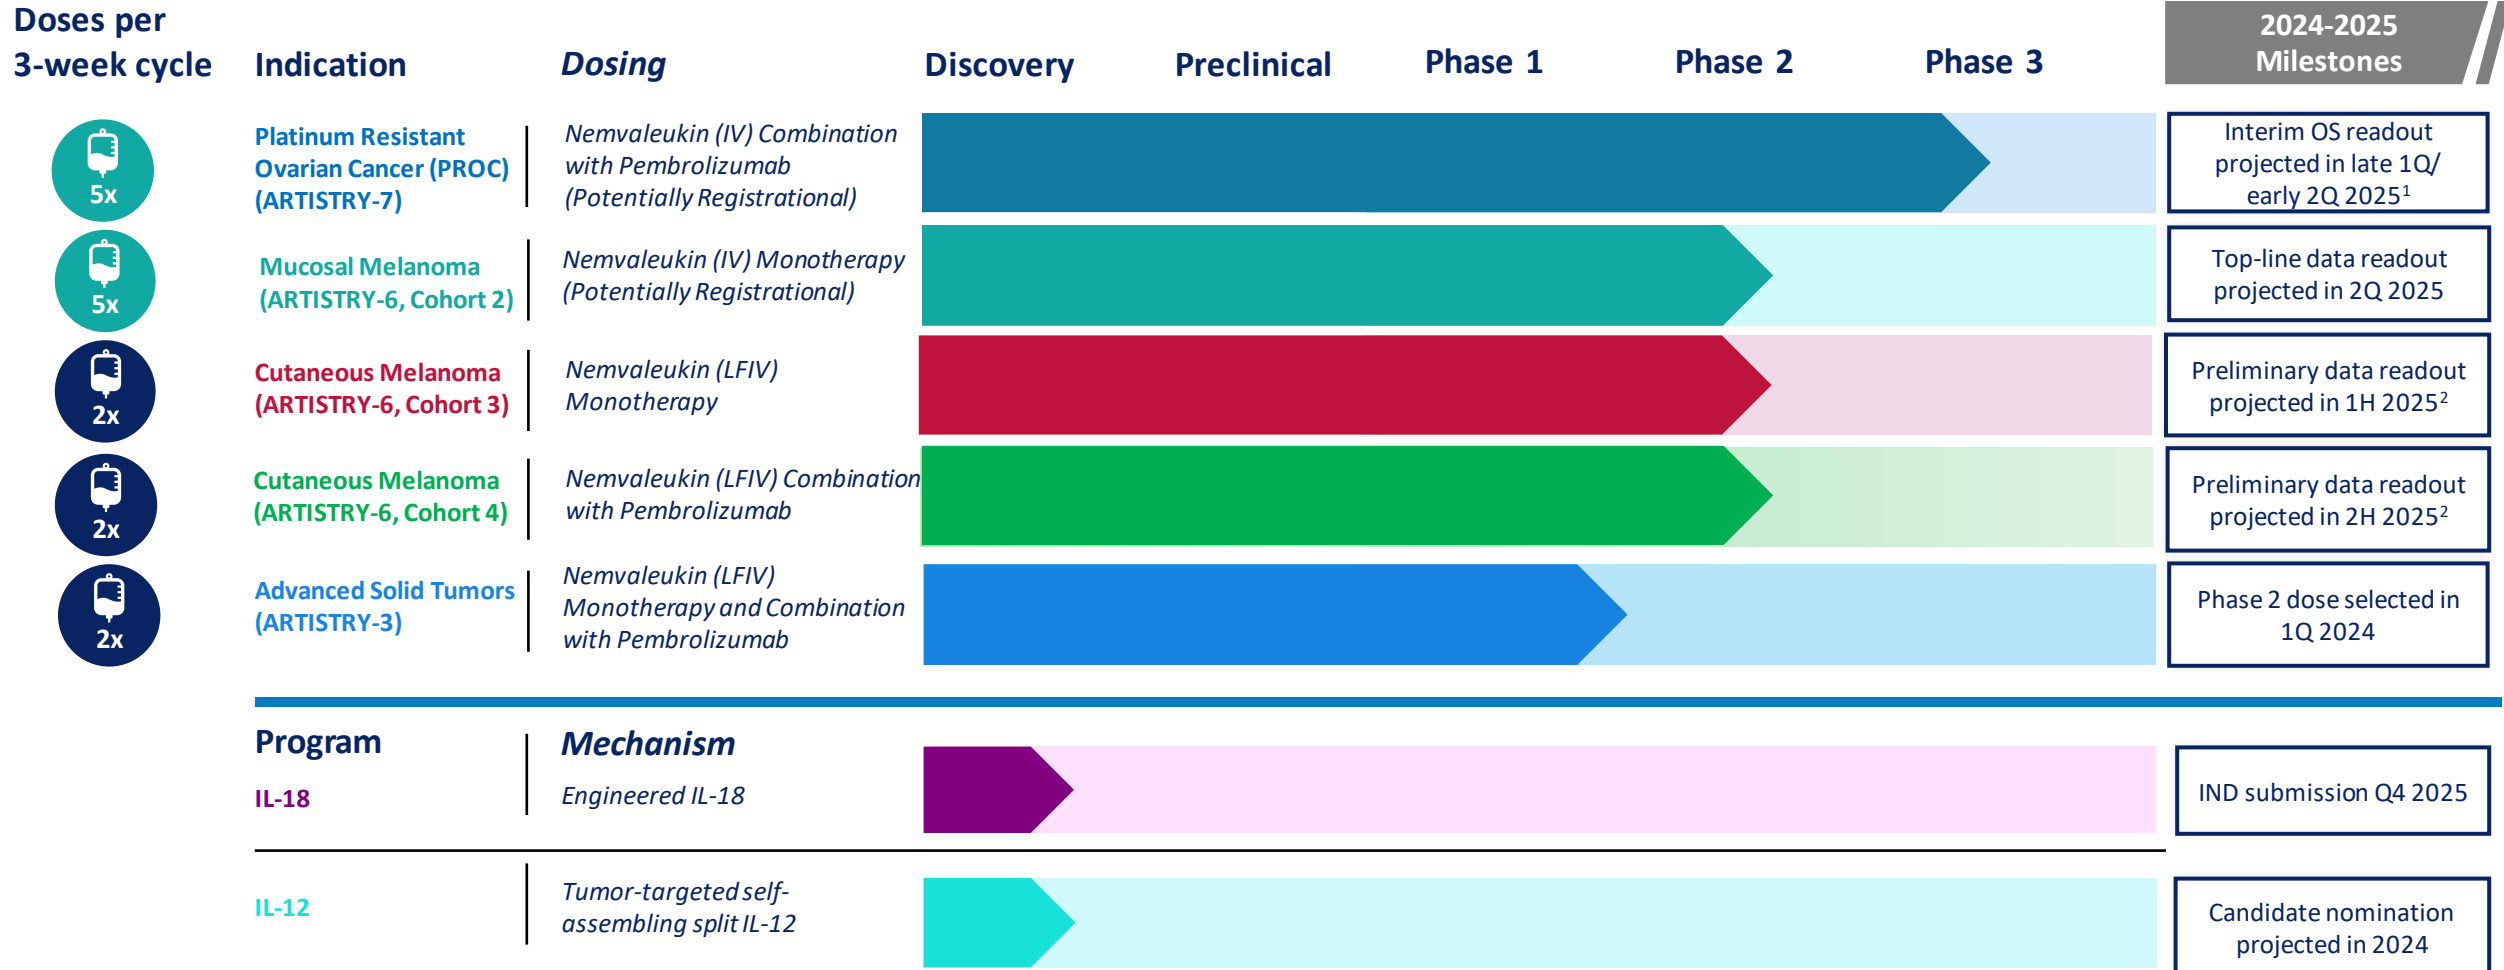 Doses per
3-week cycle
Indication
Dosing
Discovery
Preclinical
Phase 1
Phase 2
Phase 3
2024-2025
Milestones
5x
Platinum Resistant
Ovarian Cancer (PROC)
(ARTISTRY-7)
Nemvaleukin (IV) Combination
with Pembrolizumab
(Potentially Registrational)
Interim OS readout
projected in late 1Q/
early 2Q 2025¹
5x
Mucosal Melanoma
(ARTISTRY-6, Cohort 2)
Nemvaleukin (IV) Monotherapy
(Potentially Registrational)
Top-line data readout
projected in 2Q 2025
2x
Cutaneous Melanoma
(ARTISTRY-6, Cohort 3)
Nemvaleukin (LFIV)
Monotherapy
Preliminary data readout
projected in 1H 2025²
2x
Cutaneous Melanoma
(ARTISTRY-6, Cohort 4)
Nemvaleukin (LFIV) Combination
with Pembrolizumab
Preliminary data readout
projected in 2H 2025²
2x
Advanced Solid Tumors
(ARTISTRY-3)
Nemvaleukin (LFIV)
Monotherapy and Combination
with Pembrolizumab
Phase 2 dose selected in
1Q 2024
Program
Mechanism
IL-18
Engineered IL-18
IND submission Q4 2025
IL-12
Tumor-targeted self-
assembling split IL-12
Candidate nomination
projected in 2024